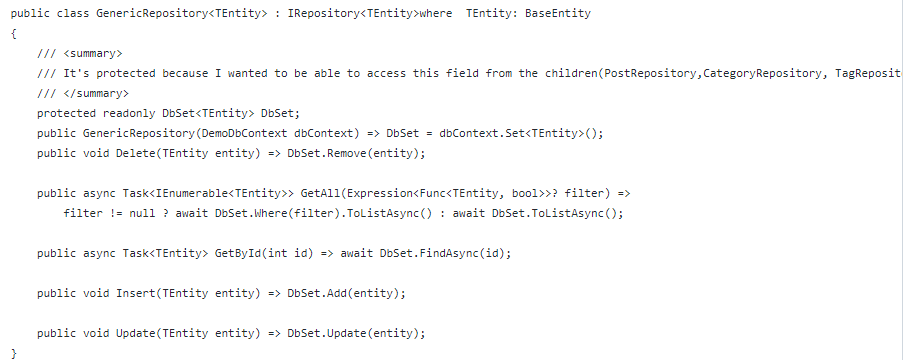 public class GenericRepository<TEntity> : IRepository<TEntity>where  TEntity: BaseEntity
{
    /// <summary>
    /// It's protected because I wanted to be able to access this field from the children(PostRepository,CategoryRepository, TagReposit
    /// </summary>
    protected readonly DbSet<TEntity> DbSet;
    public GenericRepository(DemoDbContext dbContext) => DbSet = dbContext.Set<TEntity>();
    public void Delete(TEntity entity) => DbSet.Remove(entity);

    public async Task<IEnumerable<TEntity>> GetAll(Expression<Func<TEntity, bool>>? filter) =>
        filter != null ? await DbSet.Where(filter).ToListAsync() : await DbSet.ToListAsync();

    public async Task<TEntity> GetById(int id) => await DbSet.FindAsync(id);

    public void Insert(TEntity entity) => DbSet.Add(entity);

    public void Update(TEntity entity) => DbSet.Update(entity);
}